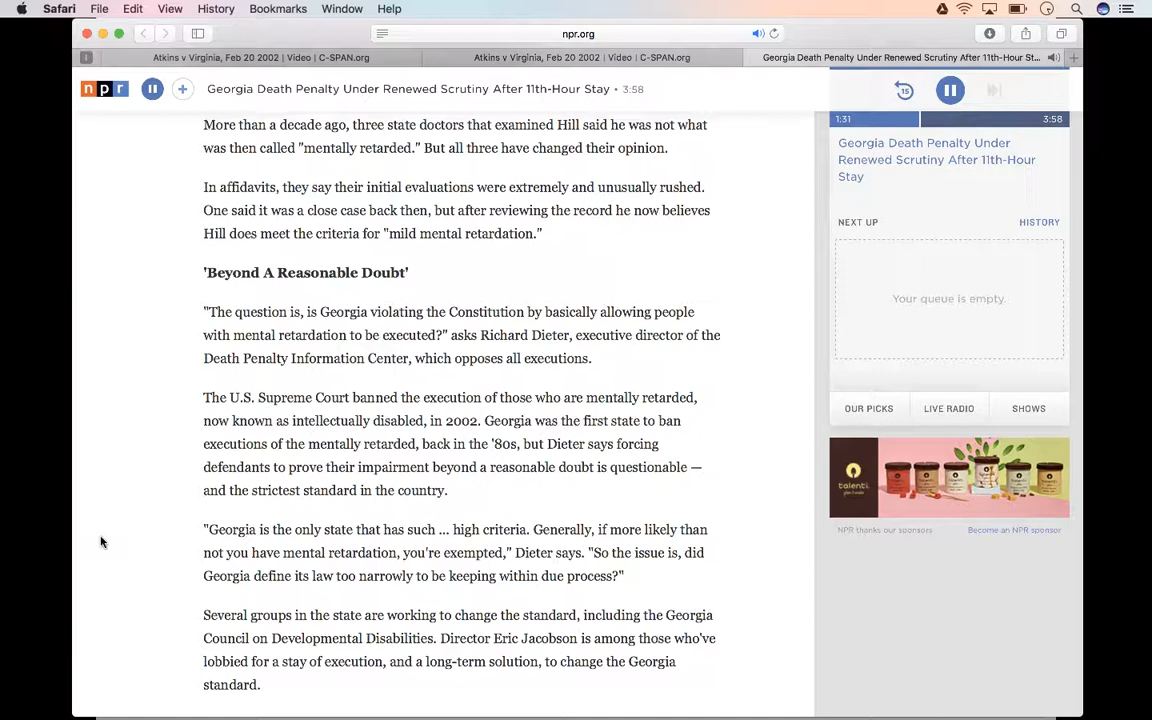 Safari File Edit View History Bookmarks Window Help
npr.org
Atkins v Virginia, Feb 20 2002 | Video | C-SPAN.org
Atkins v Virginia, Feb 20 2002 | Video | C-SPAN.org
Georgia Death Penalty Under Renewed Scrutiny After 11th-Hour St...
npr
Georgia Death Penalty Under Renewed Scrutiny After 11th-Hour Stay • 3:58
More than a decade ago, three state doctors that examined Hill said he was not what
was then called "mentally retarded." But all three have changed their opinion.
In affidavits, they say their initial evaluations were extremely and unusually rushed.
One said it was a close case back then, but after reviewing the record he now believes
Hill does meet the criteria for "mild mental retardation."
'Beyond A Reasonable Doubt'
"The question is, is Georgia violating the Constitution by basically allowing people
with mental retardation to be executed?" asks Richard Dieter, executive director of the
Death Penalty Information Center, which opposes all executions.
The U.S. Supreme Court banned the execution of those who are mentally retarded,
now known as intellectually disabled, in 2002. Georgia was the first state to ban
executions of the mentally retarded, back in the '80s, but Dieter says forcing
defendants to prove their impairment beyond a reasonable doubt is questionable —
and the strictest standard in the country.
"Georgia is the only state that has such ... high criteria. Generally, if more likely than
not you have mental retardation, you're exempted," Dieter says. "So the issue is, did
Georgia define its law too narrowly to be keeping within due process?"
Several groups in the state are working to change the standard, including the Georgia
Council on Developmental Disabilities. Director Eric Jacobson is among those who've
lobbied for a stay of execution, and a long-term solution, to change the Georgia
standard.
15
1:31 3:58
Georgia Death Penalty Under
Renewed Scrutiny After 11th-Hour
Stay
NEXT UP HISTORY
Your queue is empty.
OUR PICKS LIVE RADIO SHOWS
talenti
NPR thanks our sponsors Become an NPR sponsor